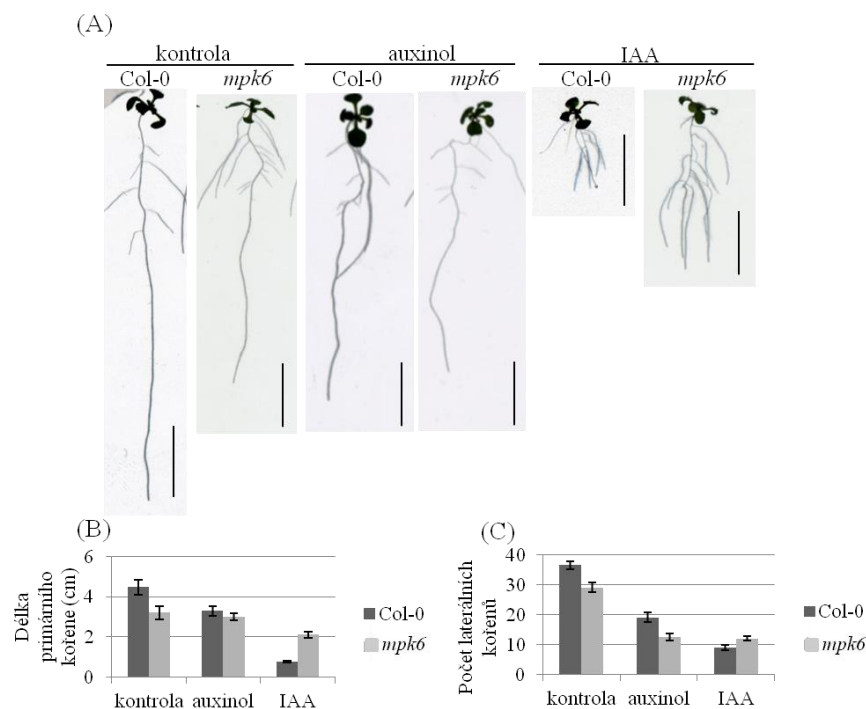 (A)
kontrola auxinol IAA
Col-0 mpk6 Col-0 mpk6 Col-0 mpk6
(B)
Délka
primárního
kořene (cm)
6
4
2
0
kontrola auxinol IAA
Col-0
mpk6
(C)
Počet laterálních
kořenů
40
30
20
10
0
kontrola auxinol IAA
Col-0
mpk6